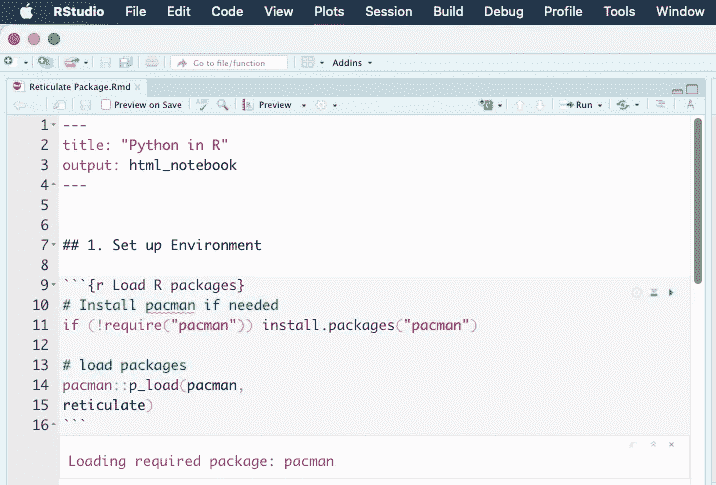 RStudio File Edit Code View Plots Session Build Debug Profile Tools Window
Go to file/function Addins
Reticulate Package.Rmd
Preview on Save Preview Run
1 ---
2 title: "Python in R"
3 output: html_notebook
4 ---
5
6
7 ## 1. Set up Environment
8
9 ```{r Load R packages}
10 # Install pacman if needed
11 if (!require("pacman")) install.packages("pacman")
12
13 # load packages
14 pacman::p_load(pacman,
15 reticulate)
16 ```
Loading required package: pacman